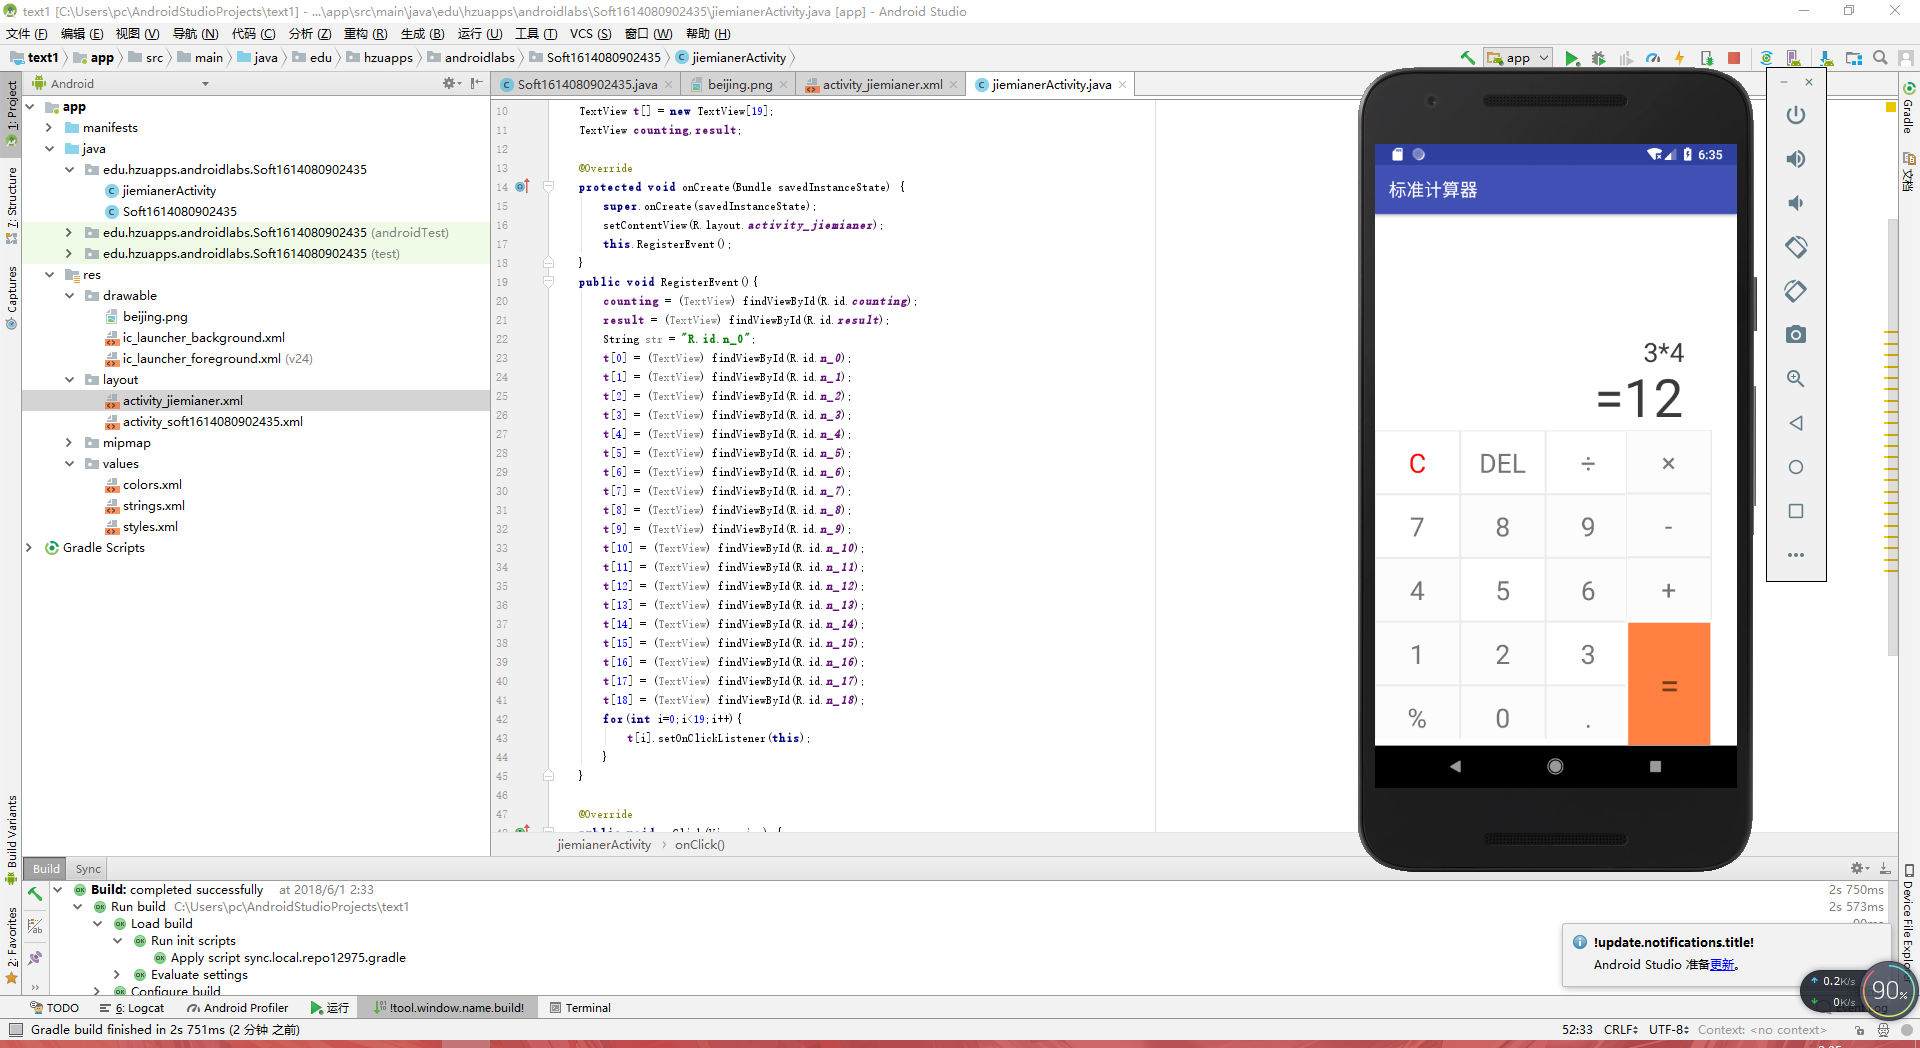 text1 [C:\Users\pc\AndroidStudioProjects\text1] - ...\app\src\main\java\edu\hzuapps\androidlabs\Soft1614080902435\jiemianerActivity.java [app] - Android Studio
文件 (F) 编辑 (E) 视图 (V) 导航 (N) 代码 (C) 分析 (Z) 重构 (R) 生成 (B) 运行 (U) 工具 (T) VCS (S) 窗口 (W) 帮助 (H)
text1 app src main java edu hzuapps androidlabs Soft1614080902435 jiemianerActivity
app
Android
Soft1614080902435.java beijing.png activity_jiemianer.xml jiemianerActivity.java
1: Project
7: Structure
Captures
Build Variants
2: Favorites
app
manifests
java
edu.hzuapps.androidlabs.Soft1614080902435
jiemianerActivity
Soft1614080902435
edu.hzuapps.androidlabs.Soft1614080902435 (androidTest)
edu.hzuapps.androidlabs.Soft1614080902435 (test)
res
drawable
beijing.png
ic_launcher_background.xml
ic_launcher_foreground.xml (v24)
layout
activity_jiemianer.xml
activity_soft1614080902435.xml
mipmap
values
colors.xml
strings.xml
styles.xml
Gradle Scripts
10 TextView t[] = new TextView[19];
11 TextView counting,result;
12
13 @Override
14 protected void onCreate(Bundle savedInstanceState) {
15 super.onCreate(savedInstanceState);
16 setContentView(R.layout.activity_jiemianer);
17 this.RegisterEvent();
18 }
19 public void RegisterEvent(){
20 counting = (TextView) findViewById(R.id.counting);
21 result = (TextView) findViewById(R.id.result);
22 String str = "R.id.n_0";
23 t[0] = (TextView) findViewById(R.id.n_0);
24 t[1] = (TextView) findViewById(R.id.n_1);
25 t[2] = (TextView) findViewById(R.id.n_2);
26 t[3] = (TextView) findViewById(R.id.n_3);
27 t[4] = (TextView) findViewById(R.id.n_4);
28 t[5] = (TextView) findViewById(R.id.n_5);
29 t[6] = (TextView) findViewById(R.id.n_6);
30 t[7] = (TextView) findViewById(R.id.n_7);
31 t[8] = (TextView) findViewById(R.id.n_8);
32 t[9] = (TextView) findViewById(R.id.n_9);
33 t[10] = (TextView) findViewById(R.id.n_10);
34 t[11] = (TextView) findViewById(R.id.n_11);
35 t[12] = (TextView) findViewById(R.id.n_12);
36 t[13] = (TextView) findViewById(R.id.n_13);
37 t[14] = (TextView) findViewById(R.id.n_14);
38 t[15] = (TextView) findViewById(R.id.n_15);
39 t[16] = (TextView) findViewById(R.id.n_16);
40 t[17] = (TextView) findViewById(R.id.n_17);
41 t[18] = (TextView) findViewById(R.id.n_18);
42 for(int i=0;i<19;i++){
43 t[i].setOnClickListener(this);
44 }
45 }
46
47 @Override
jiemianerActivity onClick()
6:35
标准计算器
3*4
=12
C DEL ÷ ×
7 8 9 -
4 5 6 +
1 2 3 =
% 0 .
Gradle
文档
Device File Explo
Build Sync
Build: completed successfully at 2018/6/1 2:33 2s 750ms
Run build C:\Users\pc\AndroidStudioProjects\text1 2s 573ms
Load build
Run init scripts
Apply script sync.local.repo12975.gradle
Evaluate settings
Configure build
!update.notifications.title!
Android Studio 准备更新。
0.2K/s
0K/s
90%
TODO 6: Logcat Android Profiler 运行 !tool.window.name.build! Terminal
Gradle build finished in 2s 751ms (2 分钟 之前) 52:33 CRLF UTF-8 Context: <no context>